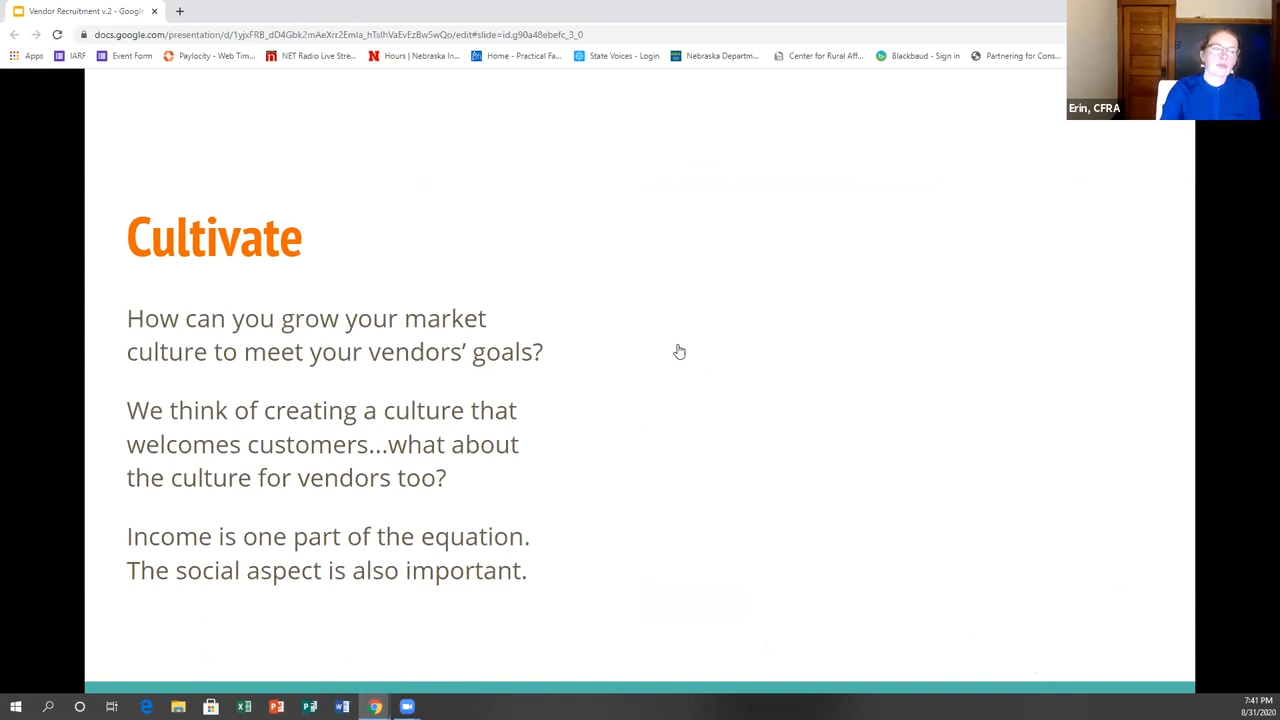 Vendor Recruitment v.2 - Googl
docs.google.com/presentation/d/1yjxFRB_dD4Gbk2mAeXrr2Emla_hTslhVaEvEzBw5wQo/edit#slide=id.g90a48ebefc_3_0
Apps IARF Event Form Paylocity - Web Tim... NET Radio Live Stre... Hours | Nebraska In... Home - Practical Fa... State Voices - Login Nebraska Departm... Center for Rural Aff... Blackbaud - Sign in Partnering for Cons...
Erin, CFRA
Cultivate
How can you grow your market
culture to meet your vendors’ goals?
We think of creating a culture that
welcomes customers...what about
the culture for vendors too?
Income is one part of the equation.
The social aspect is also important.
7:41 PM
8/31/2020